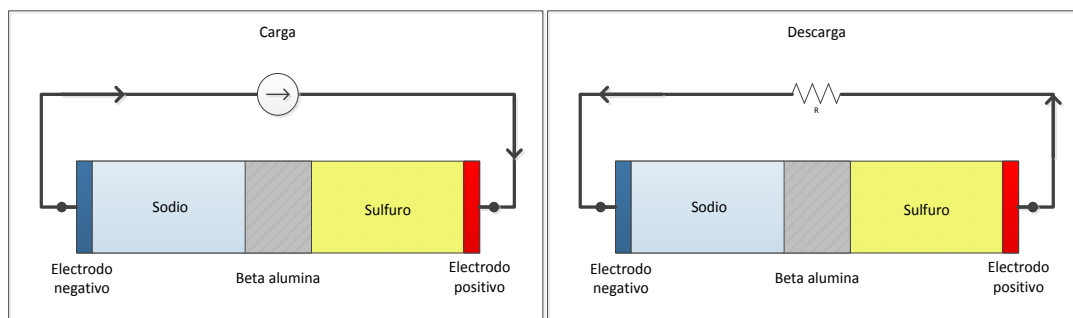 Carga
Sodio
Sulfuro
Electrodo
negativo
Beta alumina
Electrodo
positivo
Descarga
R
Sodio
Sulfuro
Electrodo
negativo
Beta alumina
Electrodo
positivo